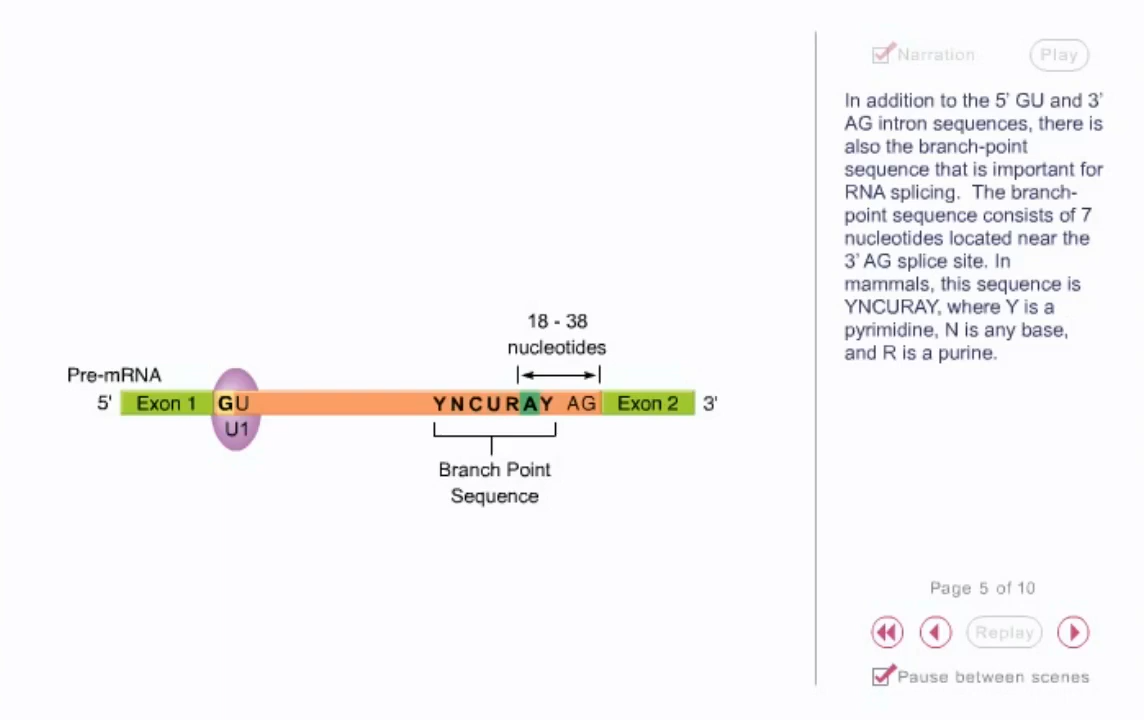 Narration
Play
In addition to the 5' GU and 3'
AG intron sequences, there is
also the branch-point
sequence that is important for
RNA splicing.  The branch-
point sequence consists of 7
nucleotides located near the
3' AG splice site. In
mammals, this sequence is
YNCURAY, where Y is a
pyrimidine, N is any base,
and R is a purine.
18 - 38
nucleotides
Pre-mRNA
5' Exon 1 GU YNCURAY AG Exon 2 3'
U1
Branch Point
Sequence
Page 5 of 10
Replay
Pause between scenes